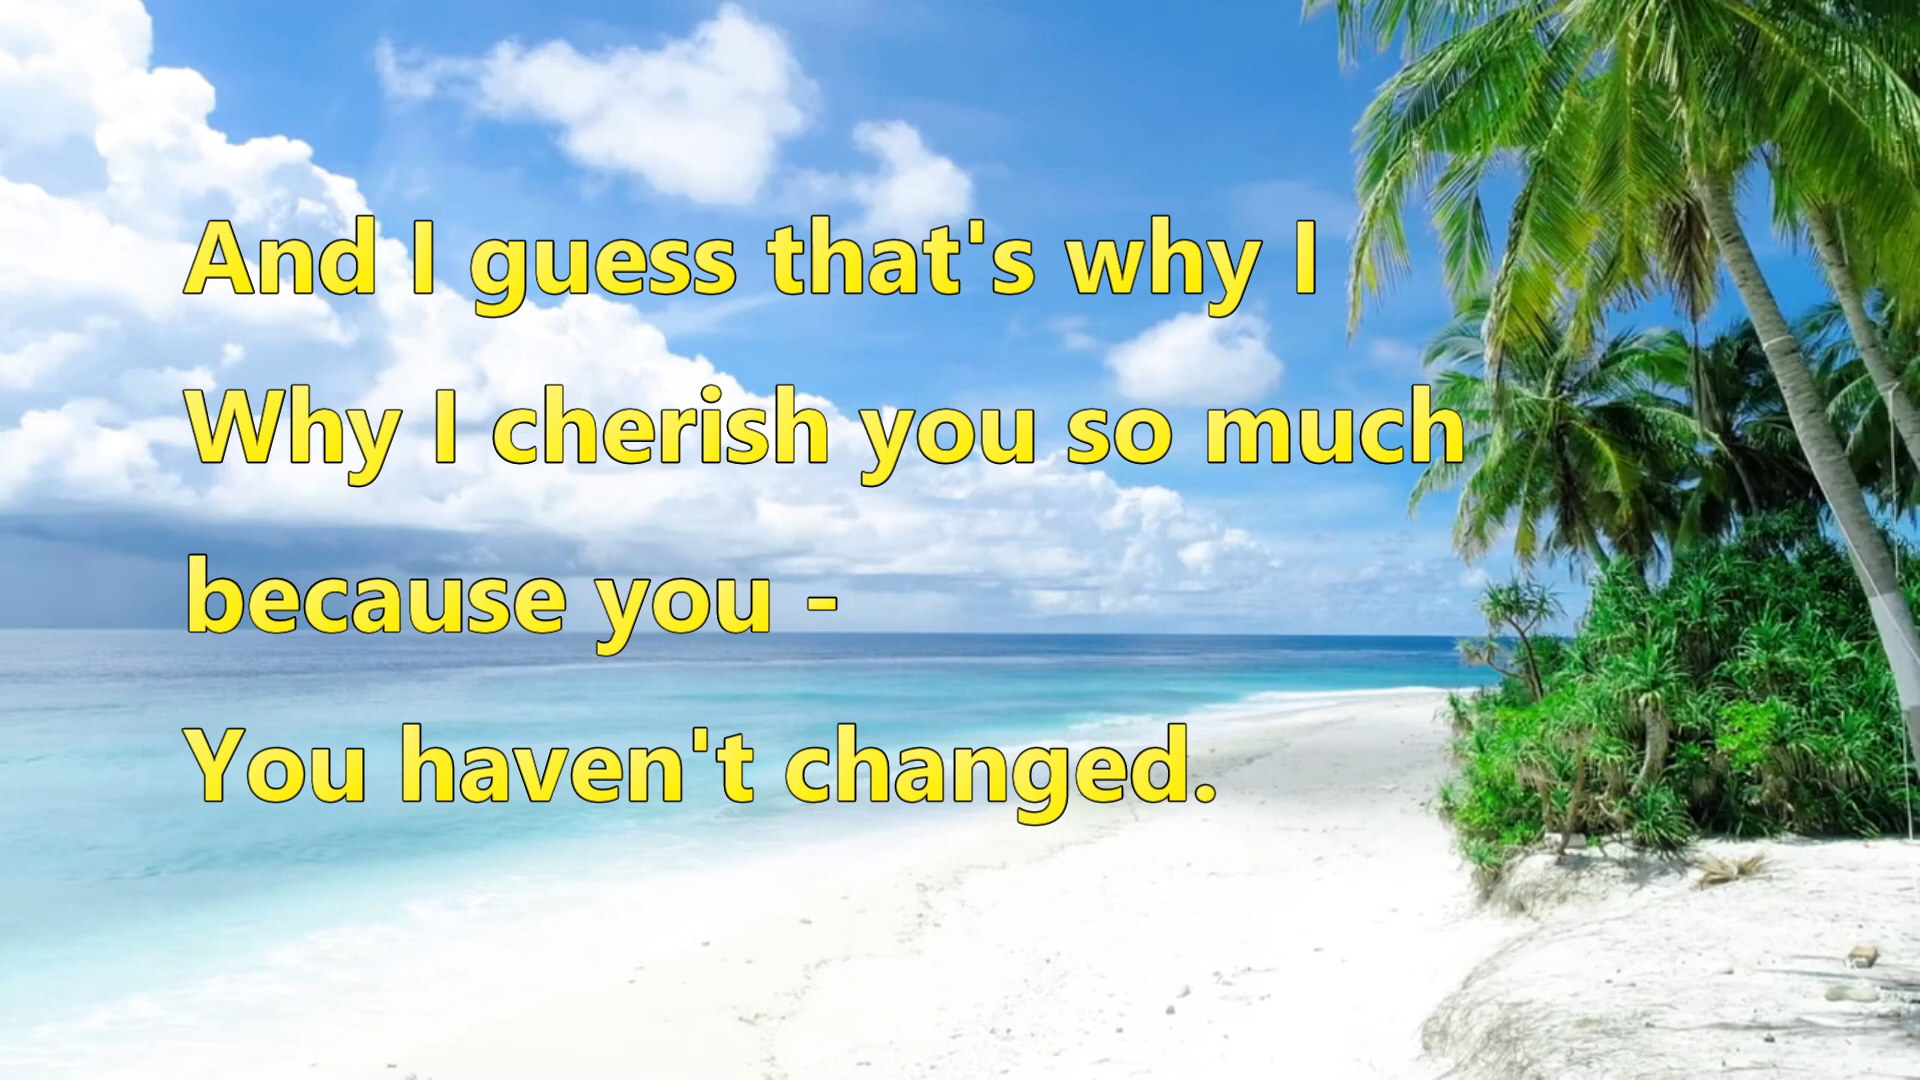 And I guess that's why I
Why I cherish you so much
because you -
You haven't changed.